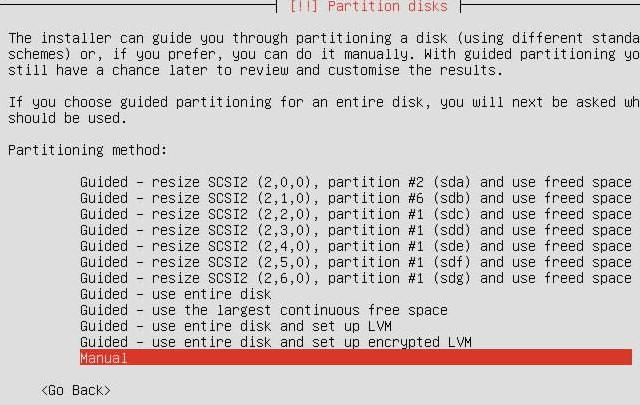 [!!] Partition disks
The installer can guide you through partitioning a disk (using different standa
schemes) or, if you prefer, you can do it manually. With guided partitioning yo
still have a chance later to review and customise the results.
If you choose guided partitioning for an entire disk, you will next be asked wh
should be used.
Partitioning method:
Guided - resize SCSI2 (2,0,0), partition #2 (sda) and use freed space
Guided - resize SCSI2 (2,1,0), partition #6 (sdb) and use freed space
Guided - resize SCSI2 (2,2,0), partition #1 (sdc) and use freed space
Guided - resize SCSI2 (2,3,0), partition #1 (sdd) and use freed space
Guided - resize SCSI2 (2,4,0), partition #1 (sde) and use freed space
Guided - resize SCSI2 (2,5,0), partition #1 (sdf) and use freed space
Guided - resize SCSI2 (2,6,0), partition #1 (sdg) and use freed space
Guided - use entire disk
Guided - use the largest continuous free space
Guided - use entire disk and set up LVM
Guided - use entire disk and set up encrypted LVM
Manual
<Go Back>